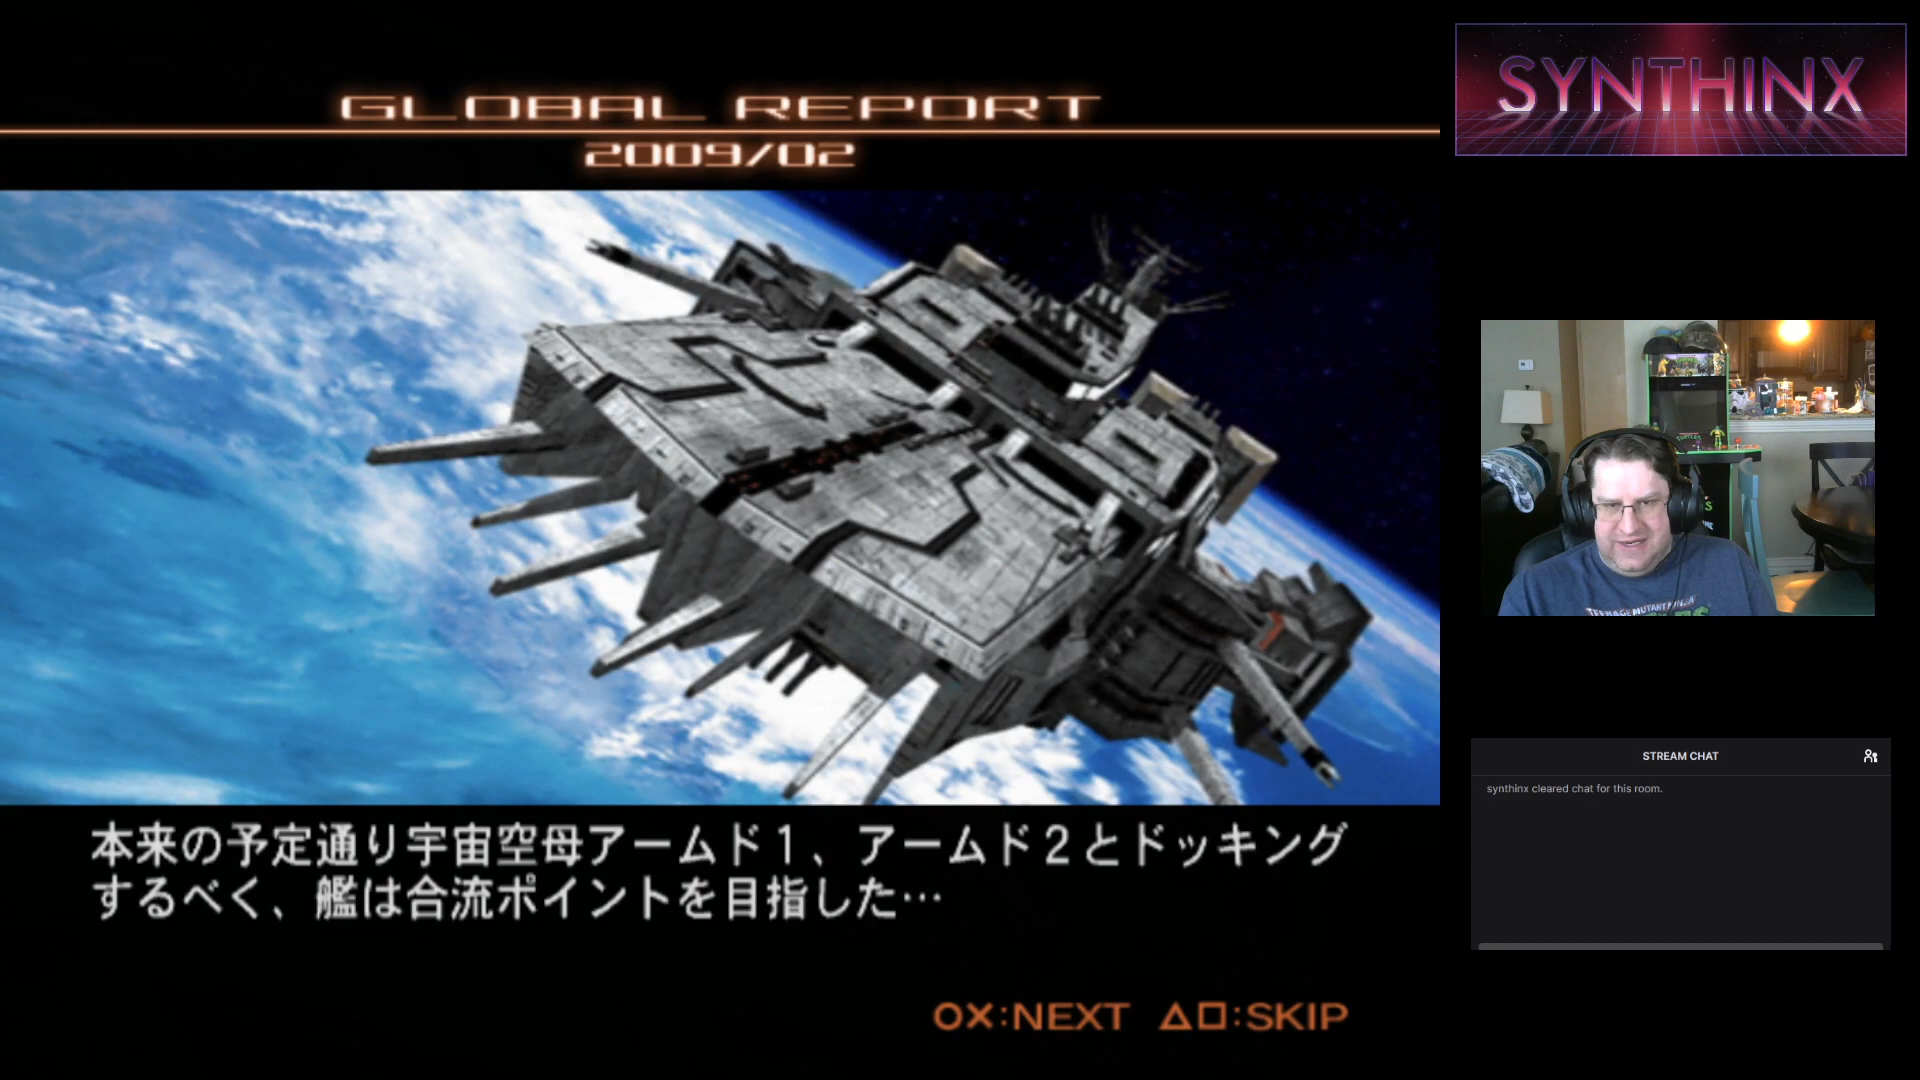 GLOBAL REPORT
2009/02
本来の予定通り宇宙空母アームド1、アームド2とドッキング
するべく、艦は合流ポイントを目指した…
OX:NEXT △□:SKIP
SYNTHINX
TEENAGE MUTANT NINJA
STREAM CHAT
synthinx cleared chat for this room.